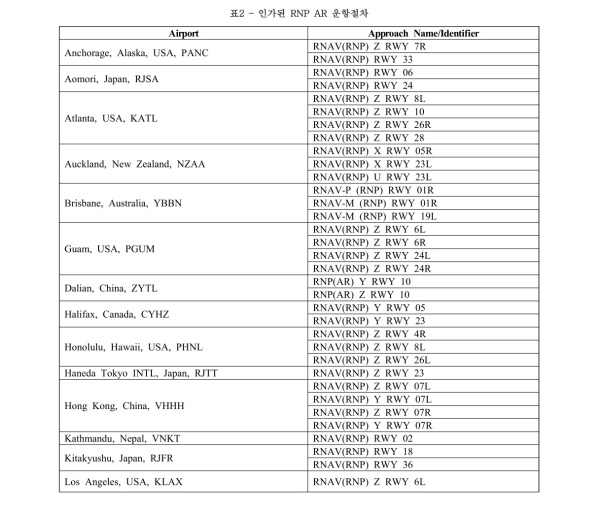 표2 - 인가된 RNP AR 운항절차
Airport Approach Name/Identifier
Anchorage, Alaska, USA, PANC
RNAV(RNP) Z RWY 7R
RNAV(RNP) RWY 33
Aomori, Japan, RJSA
RNAV(RNP) RWY 06
RNAV(RNP) RWY 24
Atlanta, USA, KATL
RNAV(RNP) Z RWY 8L
RNAV(RNP) Z RWY 10
RNAV(RNP) Z RWY 26R
RNAV(RNP) Z RWY 28
Auckland, New Zealand, NZAA
RNAV(RNP) X RWY 05R
RNAV(RNP) X RWY 23L
RNAV(RNP) U RWY 23L
Brisbane, Australia, YBBN
RNAV-P (RNP) RWY 01R
RNAV-M (RNP) RWY 01R
RNAV-M (RNP) RWY 19L
Guam, USA, PGUM
RNAV(RNP) Z RWY 6L
RNAV(RNP) Z RWY 6R
RNAV(RNP) Z RWY 24L
RNAV(RNP) Z RWY 24R
Dalian, China, ZYTL
RNP(AR) Y RWY 10
RNP(AR) Z RWY 10
Halifax, Canada, CYHZ
RNAV(RNP) Y RWY 05
RNAV(RNP) Y RWY 23
Honolulu, Hawaii, USA, PHNL
RNAV(RNP) Z RWY 4R
RNAV(RNP) Z RWY 8L
RNAV(RNP) Z RWY 26L
Haneda Tokyo INTL, Japan, RJTT
RNAV(RNP) Z RWY 23
Hong Kong, China, VHHH
RNAV(RNP) Z RWY 07L
RNAV(RNP) Y RWY 07L
RNAV(RNP) Z RWY 07R
RNAV(RNP) Y RWY 07R
Kathmandu, Nepal, VNKT
RNAV(RNP) RWY 02
Kitakyushu, Japan, RJFR
RNAV(RNP) RWY 18
RNAV(RNP) RWY 36
Los Angeles, USA, KLAX
RNAV(RNP) Z RWY 6L